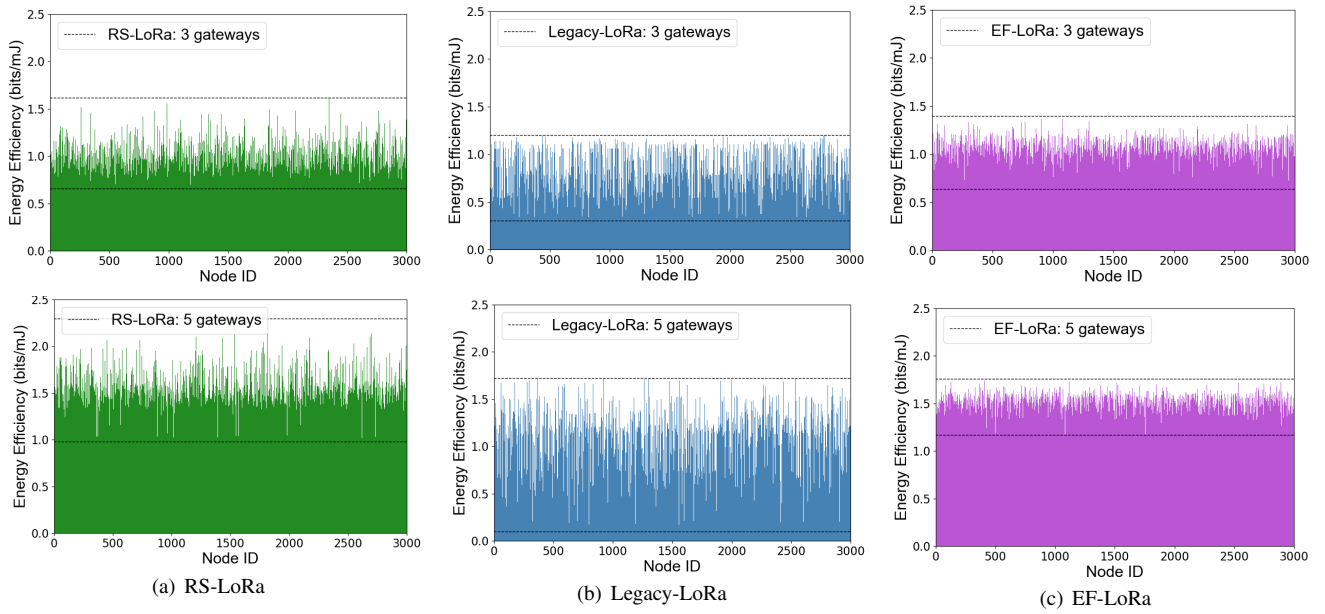 RS-LoRa: 3 gateways
Energy Efficiency (bits/mJ)
2.5
2.0
1.5
1.0
0.5
0.0
0 500 1000 1500 2000 2500 3000
Node ID
Legacy-LoRa: 3 gateways
Energy Efficiency (bits/mJ)
2.5
2.0
1.5
1.0
0.5
0.0
0 500 1000 1500 2000 2500 3000
Node ID
EF-LoRa: 3 gateways
Energy Efficiency (bits/mJ)
2.5
2.0
1.5
1.0
0.5
0.0
0 500 1000 1500 2000 2500 3000
Node ID
RS-LoRa: 5 gateways
Energy Efficiency (bits/mJ)
2.5
2.0
1.5
1.0
0.5
0.0
0 500 1000 1500 2000 2500 3000
Node ID
Legacy-LoRa: 5 gateways
Energy Efficiency (bits/mJ)
2.5
2.0
1.5
1.0
0.5
0.0
0 500 1000 1500 2000 2500 3000
Node ID
EF-LoRa: 5 gateways
Energy Efficiency (bits/mJ)
2.5
2.0
1.5
1.0
0.5
0.0
0 500 1000 1500 2000 2500 3000
Node ID
(a) RS-LoRa
(b) Legacy-LoRa
(c) EF-LoRa